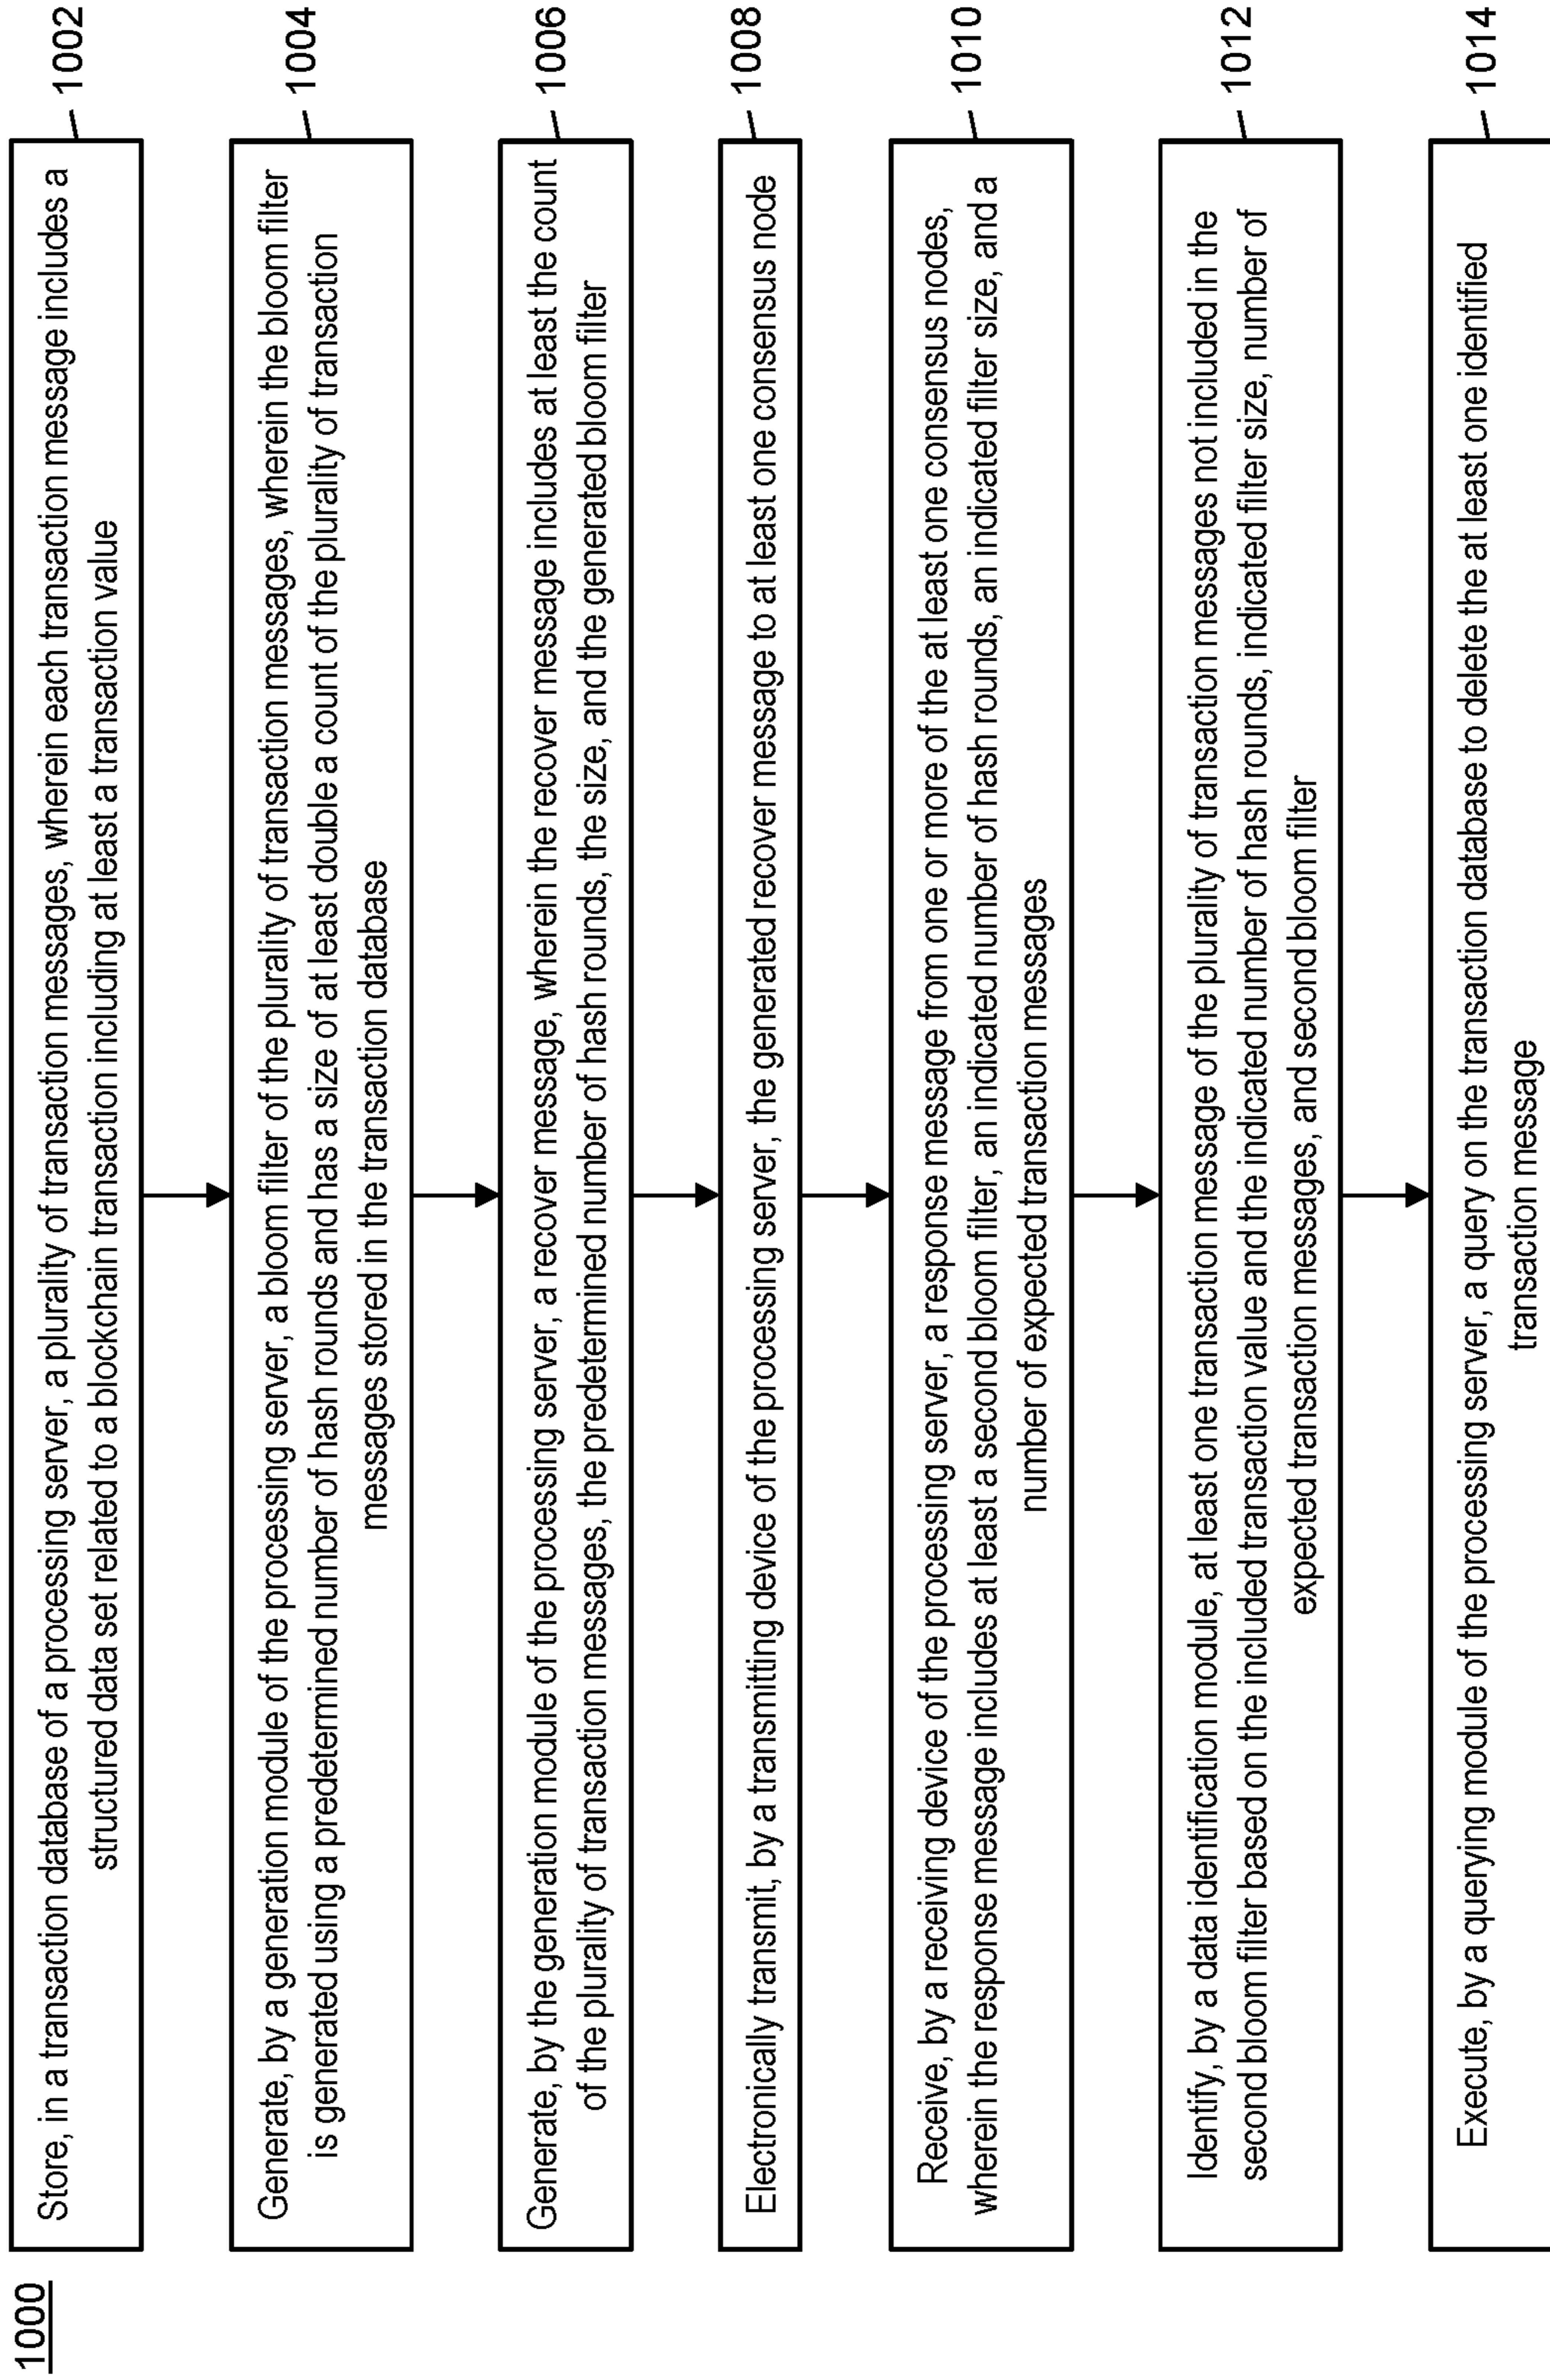 1000
Store, in a transaction database of a processing server, a plurality of transaction messages, wherein each transaction message includes a
structured data set related to a blockchain transaction including at least a transaction value
1002
Generate, by a generation module of the processing server, a bloom filter of the plurality of transaction messages, wherein the bloom filter
is generated using a predetermined number of hash rounds and has a size of at least double a count of the plurality of transaction
messages stored in the transaction database
1004
Generate, by the generation module of the processing server, a recover message, wherein the recover message includes at least the count
of the plurality of transaction messages, the predetermined number of hash rounds, the size, and the generated bloom filter
1006
Electronically transmit, by a transmitting device of the processing server, the generated recover message to at least one consensus node
1008
Receive, by a receiving device of the processing server, a response message from one or more of the at least one consensus nodes,
wherein the response message includes at least a second bloom filter, an indicated number of hash rounds, an indicated filter size, and a
number of expected transaction messages
1010
Identify, by a data identification module, at least one transaction message of the plurality of transaction messages not included in the
second bloom filter based on the included transaction value and the indicated number of hash rounds, indicated filter size, number of
expected transaction messages, and second bloom filter
1012
Execute, by a querying module of the processing server, a query on the transaction database to delete the at least one identified
transaction message
1014